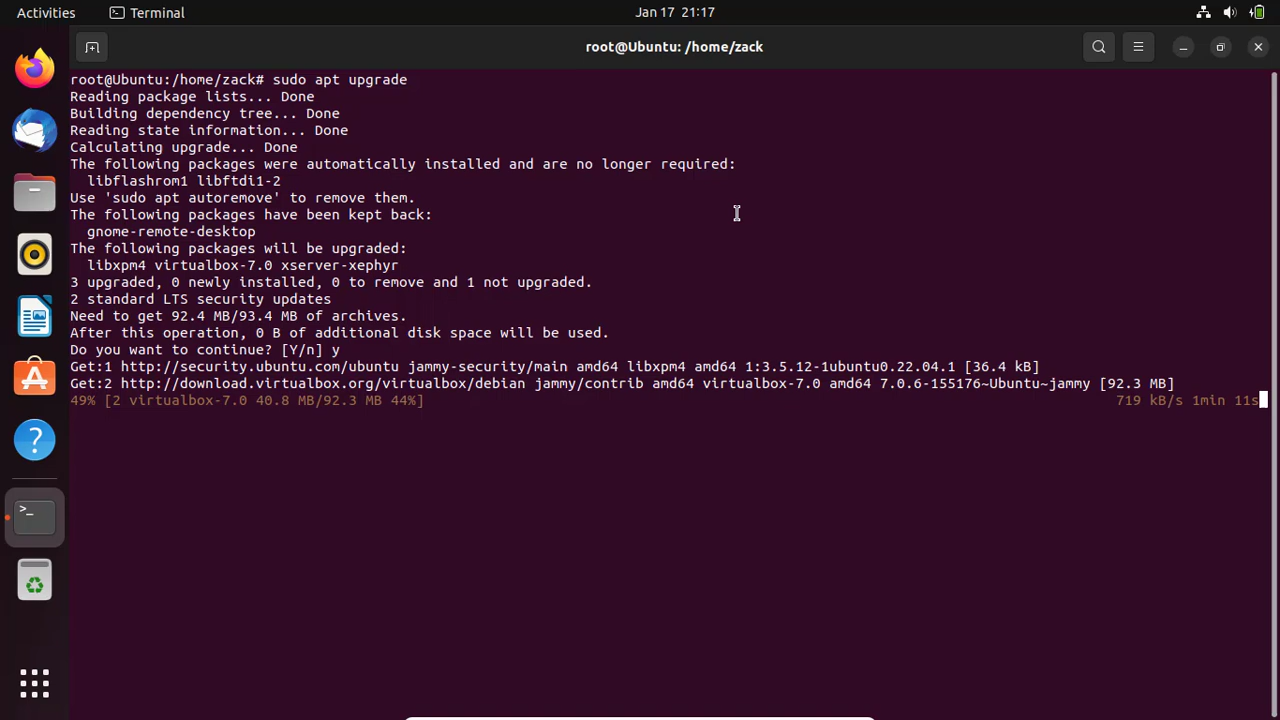 Activities
Terminal
Jan 17 21:17
root@Ubuntu: /home/zack
root@Ubuntu:/home/zack# sudo apt upgrade
Reading package lists... Done
Building dependency tree... Done
Reading state information... Done
Calculating upgrade... Done
The following packages were automatically installed and are no longer required:
  libflashrom1 libftdi1-2
Use 'sudo apt autoremove' to remove them.
The following packages have been kept back:
  gnome-remote-desktop
The following packages will be upgraded:
  libxpm4 virtualbox-7.0 xserver-xephyr
3 upgraded, 0 newly installed, 0 to remove and 1 not upgraded.
2 standard LTS security updates
Need to get 92.4 MB/93.4 MB of archives.
After this operation, 0 B of additional disk space will be used.
Do you want to continue? [Y/n] y
Get:1 http://security.ubuntu.com/ubuntu jammy-security/main amd64 libxpm4 amd64 1:3.5.12-1ubuntu0.22.04.1 [36.4 kB]
Get:2 http://download.virtualbox.org/virtualbox/debian jammy/contrib amd64 virtualbox-7.0 amd64 7.0.6-155176~Ubuntu~jammy [92.3 MB]
49% [2 virtualbox-7.0 40.8 MB/92.3 MB 44%] 719 kB/s 1min 11s